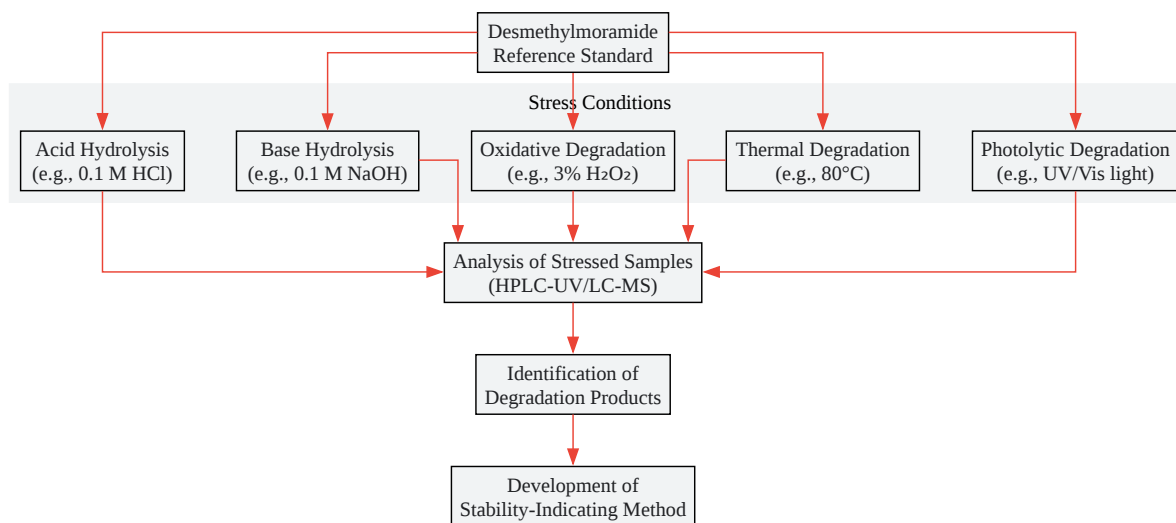 Desmethylmoramide
Reference Standard
Stress Conditions
Acid Hydrolysis
(e.g., 0.1 M HCl)
Base Hydrolysis
(e.g., 0.1 M NaOH)
Oxidative Degradation
(e.g., 3% H₂O₂)
Thermal Degradation
(e.g., 80°C)
Photolytic Degradation
(e.g., UV/Vis light)
Analysis of Stressed Samples
(HPLC-UV/LC-MS)
Identification of
Degradation Products
Development of
Stability-Indicating Method